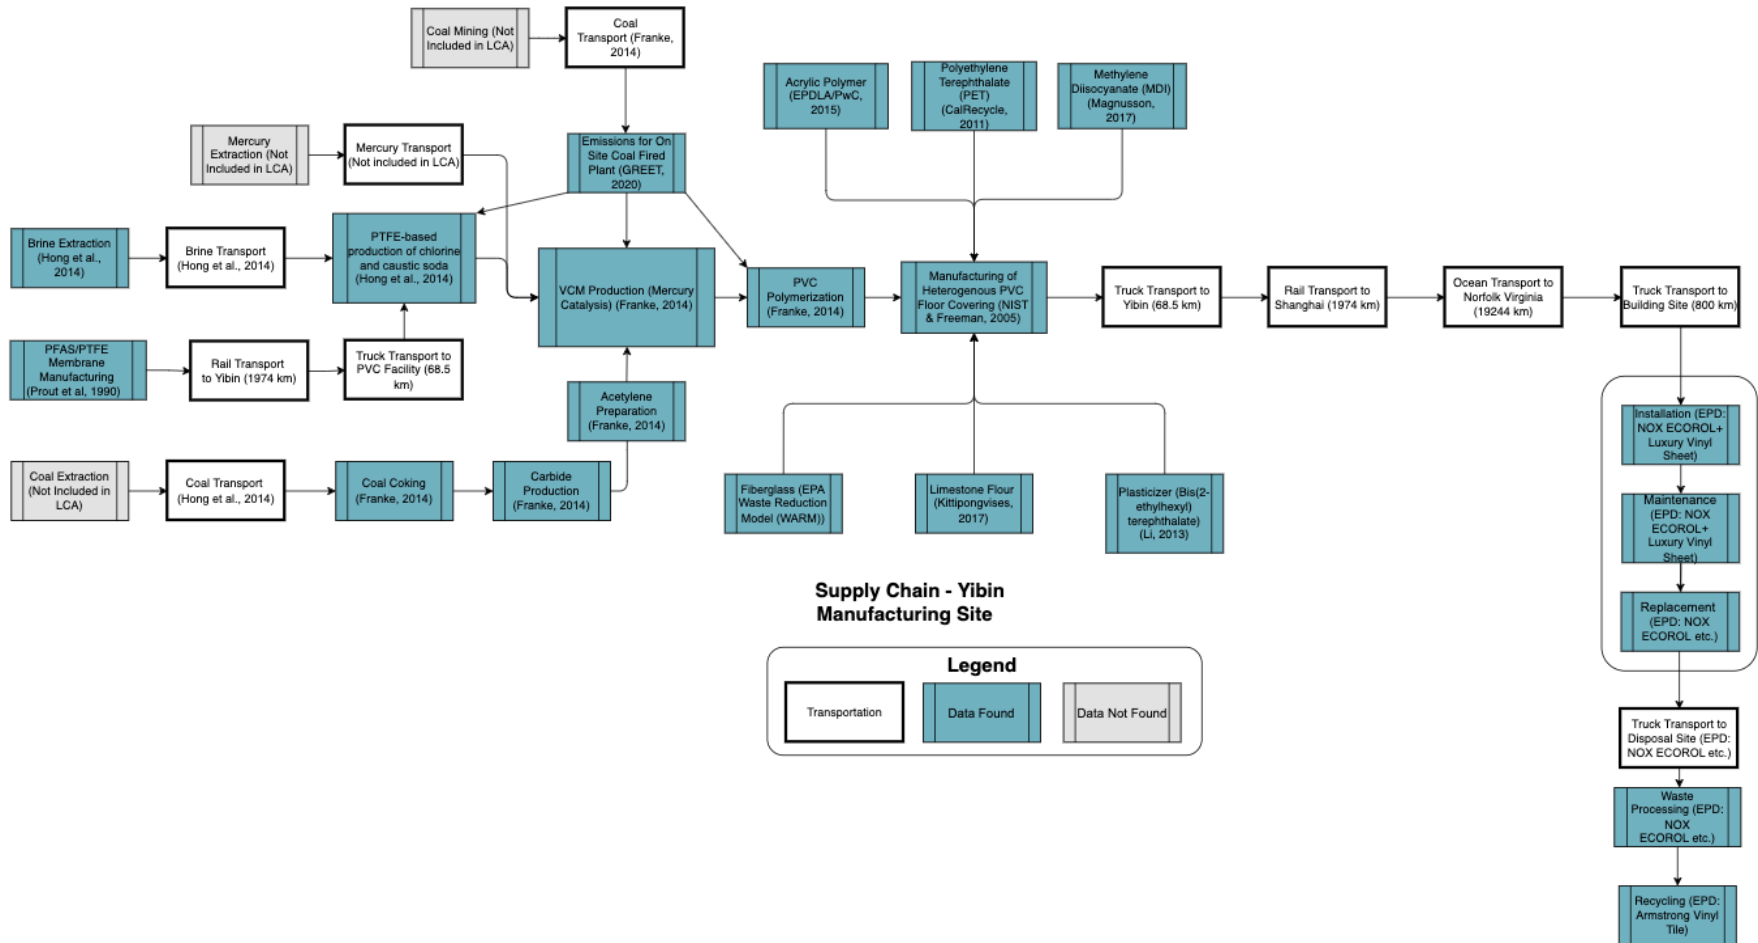 Coal Mining (Not
Included in LCA)
Coal
Transport (Franke,
2014)
Acrylic Polymer
(EPDLA/PwC,
2015)
Polyethylene
Terephthalate
(PET)
(CalRecycle,
2011)
Methylene
Diisocyanate (MDI)
(Magnusson,
2017)
Mercury
Extraction (Not
Included in LCA)
Mercury Transport
(Not included in LCA)
Emissions for On
Site Coal Fired
Plant (GREET,
2020)
Brine Extraction
(Hong et al.,
2014)
Brine Transport
(Hong et al., 2014)
PTFE-based
production of chlorine
and caustic soda
(Hong et al., 2014)
VCM Production (Mercury
Catalysis) (Franke, 2014)
PVC
Polymerization
(Franke, 2014)
Manufacturing of
Heterogenous PVC
Floor Covering (NIST
& Freeman, 2005)
Truck Transport to
Yibin (68.5 km)
Rail Transport to
Shanghai (1974 km)
Ocean Transport to
Norfolk Virginia
(19244 km)
Truck Transport to
Building Site (800 km)
PFAS/PTFE
Membrane
Manufacturing
(Prout et al, 1990)
Rail Transport
to Yibin (1974 km)
Truck Transport to
PVC Facility (68.5
km)
Acetylene
Preparation
(Franke, 2014)
Installation (EPD:
NOX ECOROL+
Luxury Vinyl
Sheet)
Coal Extraction
(Not Included in
LCA)
Coal Transport
(Hong et al., 2014)
Coal Coking
(Franke, 2014)
Carbide
Production
(Franke, 2014)
Fiberglass (EPA
Waste Reduction
Model (WARM))
Limestone Flour
(Kittipongvises,
2017)
Plasticizer (Bis(2-
ethylhexyl)
terephthalate)
(Li, 2013)
Maintenance
(EPD: NOX
ECOROL+
Luxury Vinyl
Sheet)
Replacement
(EPD: NOX
ECOROL etc.)
Supply Chain - Yibin
Manufacturing Site
Legend
Transportation
Data Found
Data Not Found
Truck Transport to
Disposal Site (EPD:
NOX ECOROL etc.)
Waste
Processing (EPD:
NOX
ECOROL etc.)
Recycling (EPD:
Armstrong Vinyl
Tile)